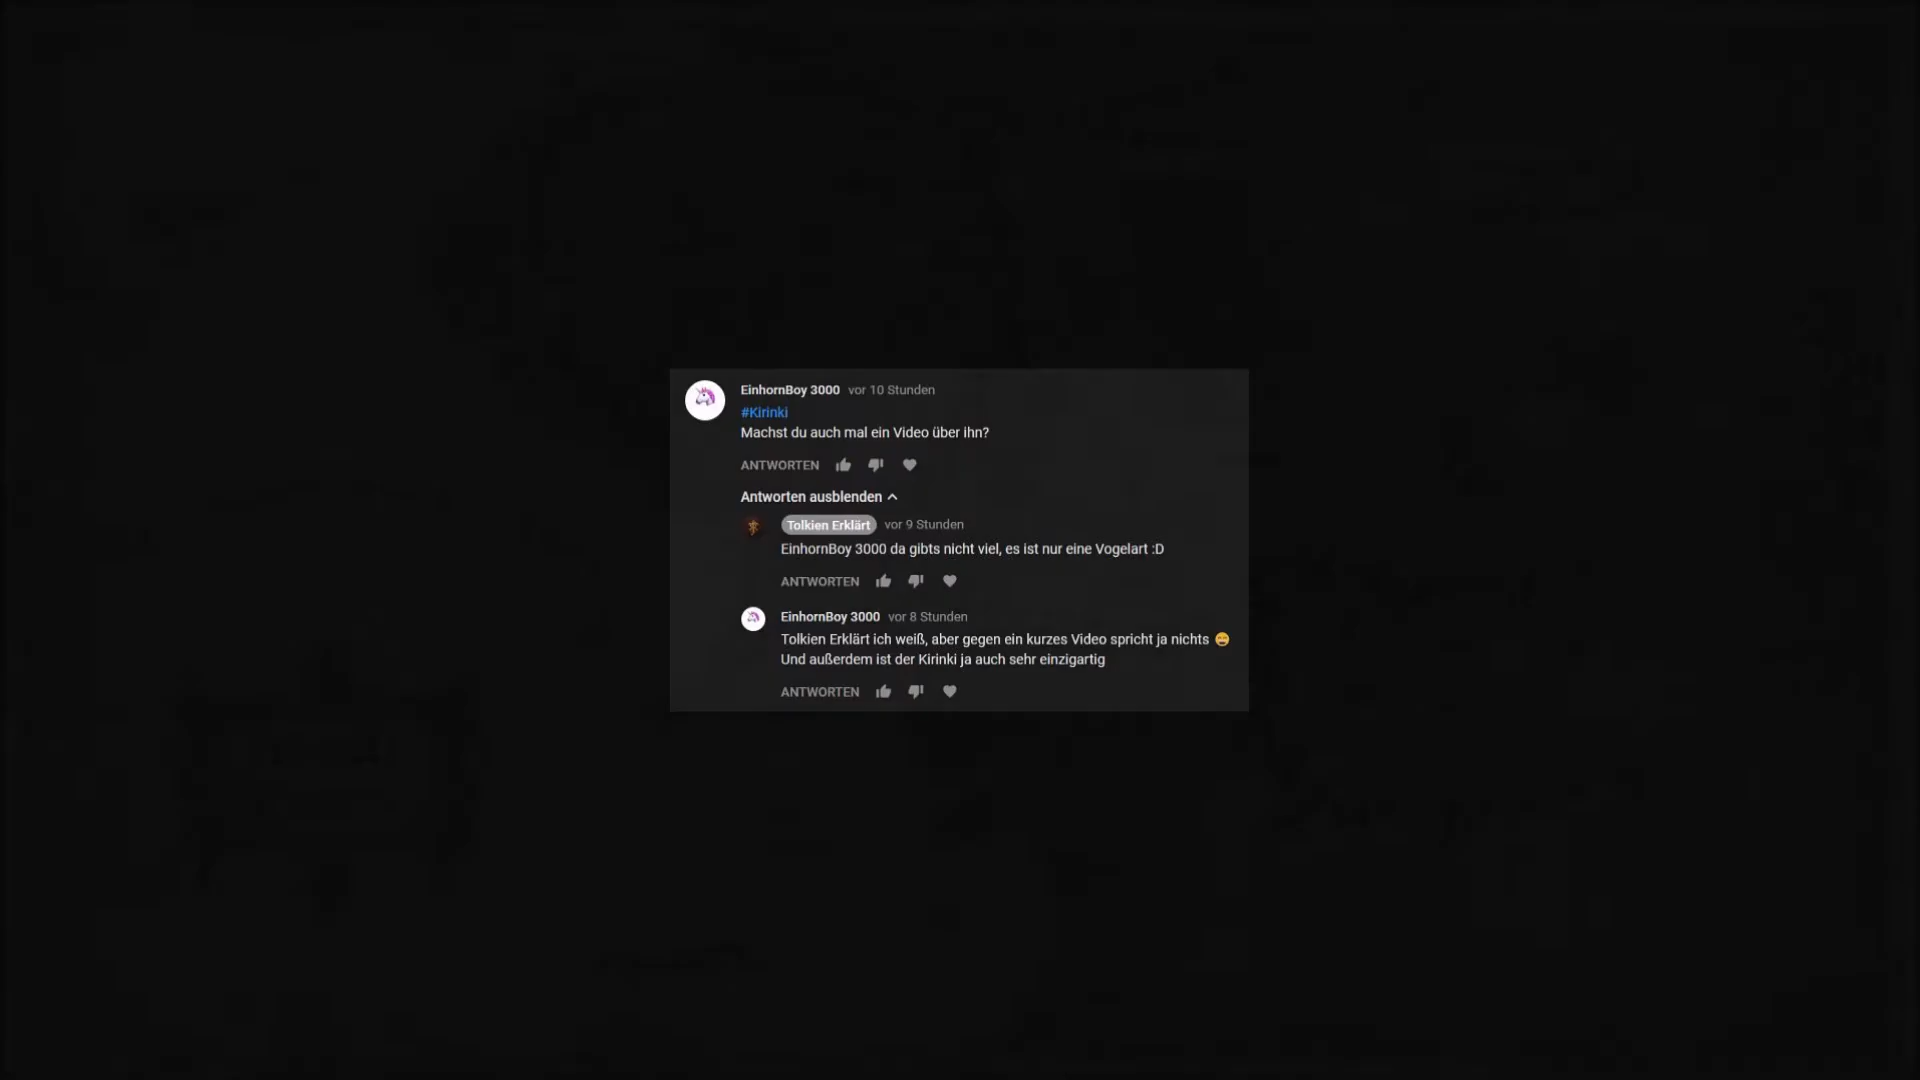 EinhornBoy 3000 vor 10 Stunden
#Kirinki
Machst du auch mal ein Video über ihn?
ANTWORTEN
Antworten ausblenden
Tolkien Erklärt vor 9 Stunden
EinhornBoy 3000 da gibts nicht viel, es ist nur eine Vogelart :D
ANTWORTEN
EinhornBoy 3000 vor 8 Stunden
Tolkien Erklärt ich weiß, aber gegen ein kurzes Video spricht ja nichts 😄
Und außerdem ist der Kirinki ja auch sehr einzigartig
ANTWORTEN